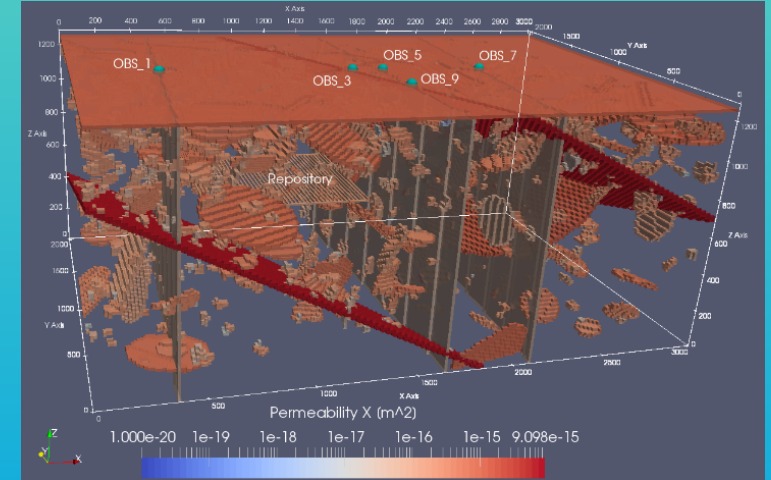 X Axis
0 200 400 600 800 1000 1200 1400 1600 1800 2000 2200 2400 2600 2800 3000
2000 1500 1000 500 0
Y Axis
1200 1000 800 600 400 200 0
Z Axis
OBS_1
OBS_3
OBS_5
OBS_9
OBS_7
Repository
1200 1000 800 600 400 200 0
Z Axis
2000 1500 1000 500 0
Y Axis
0 500 1000 1500 2000 2500 3000
X Axis
Permeability X [m^2]
1.000e-20 1e-19 1e-18 1e-17 1e-16 1e-15 9.098e-15
Z
Y
X